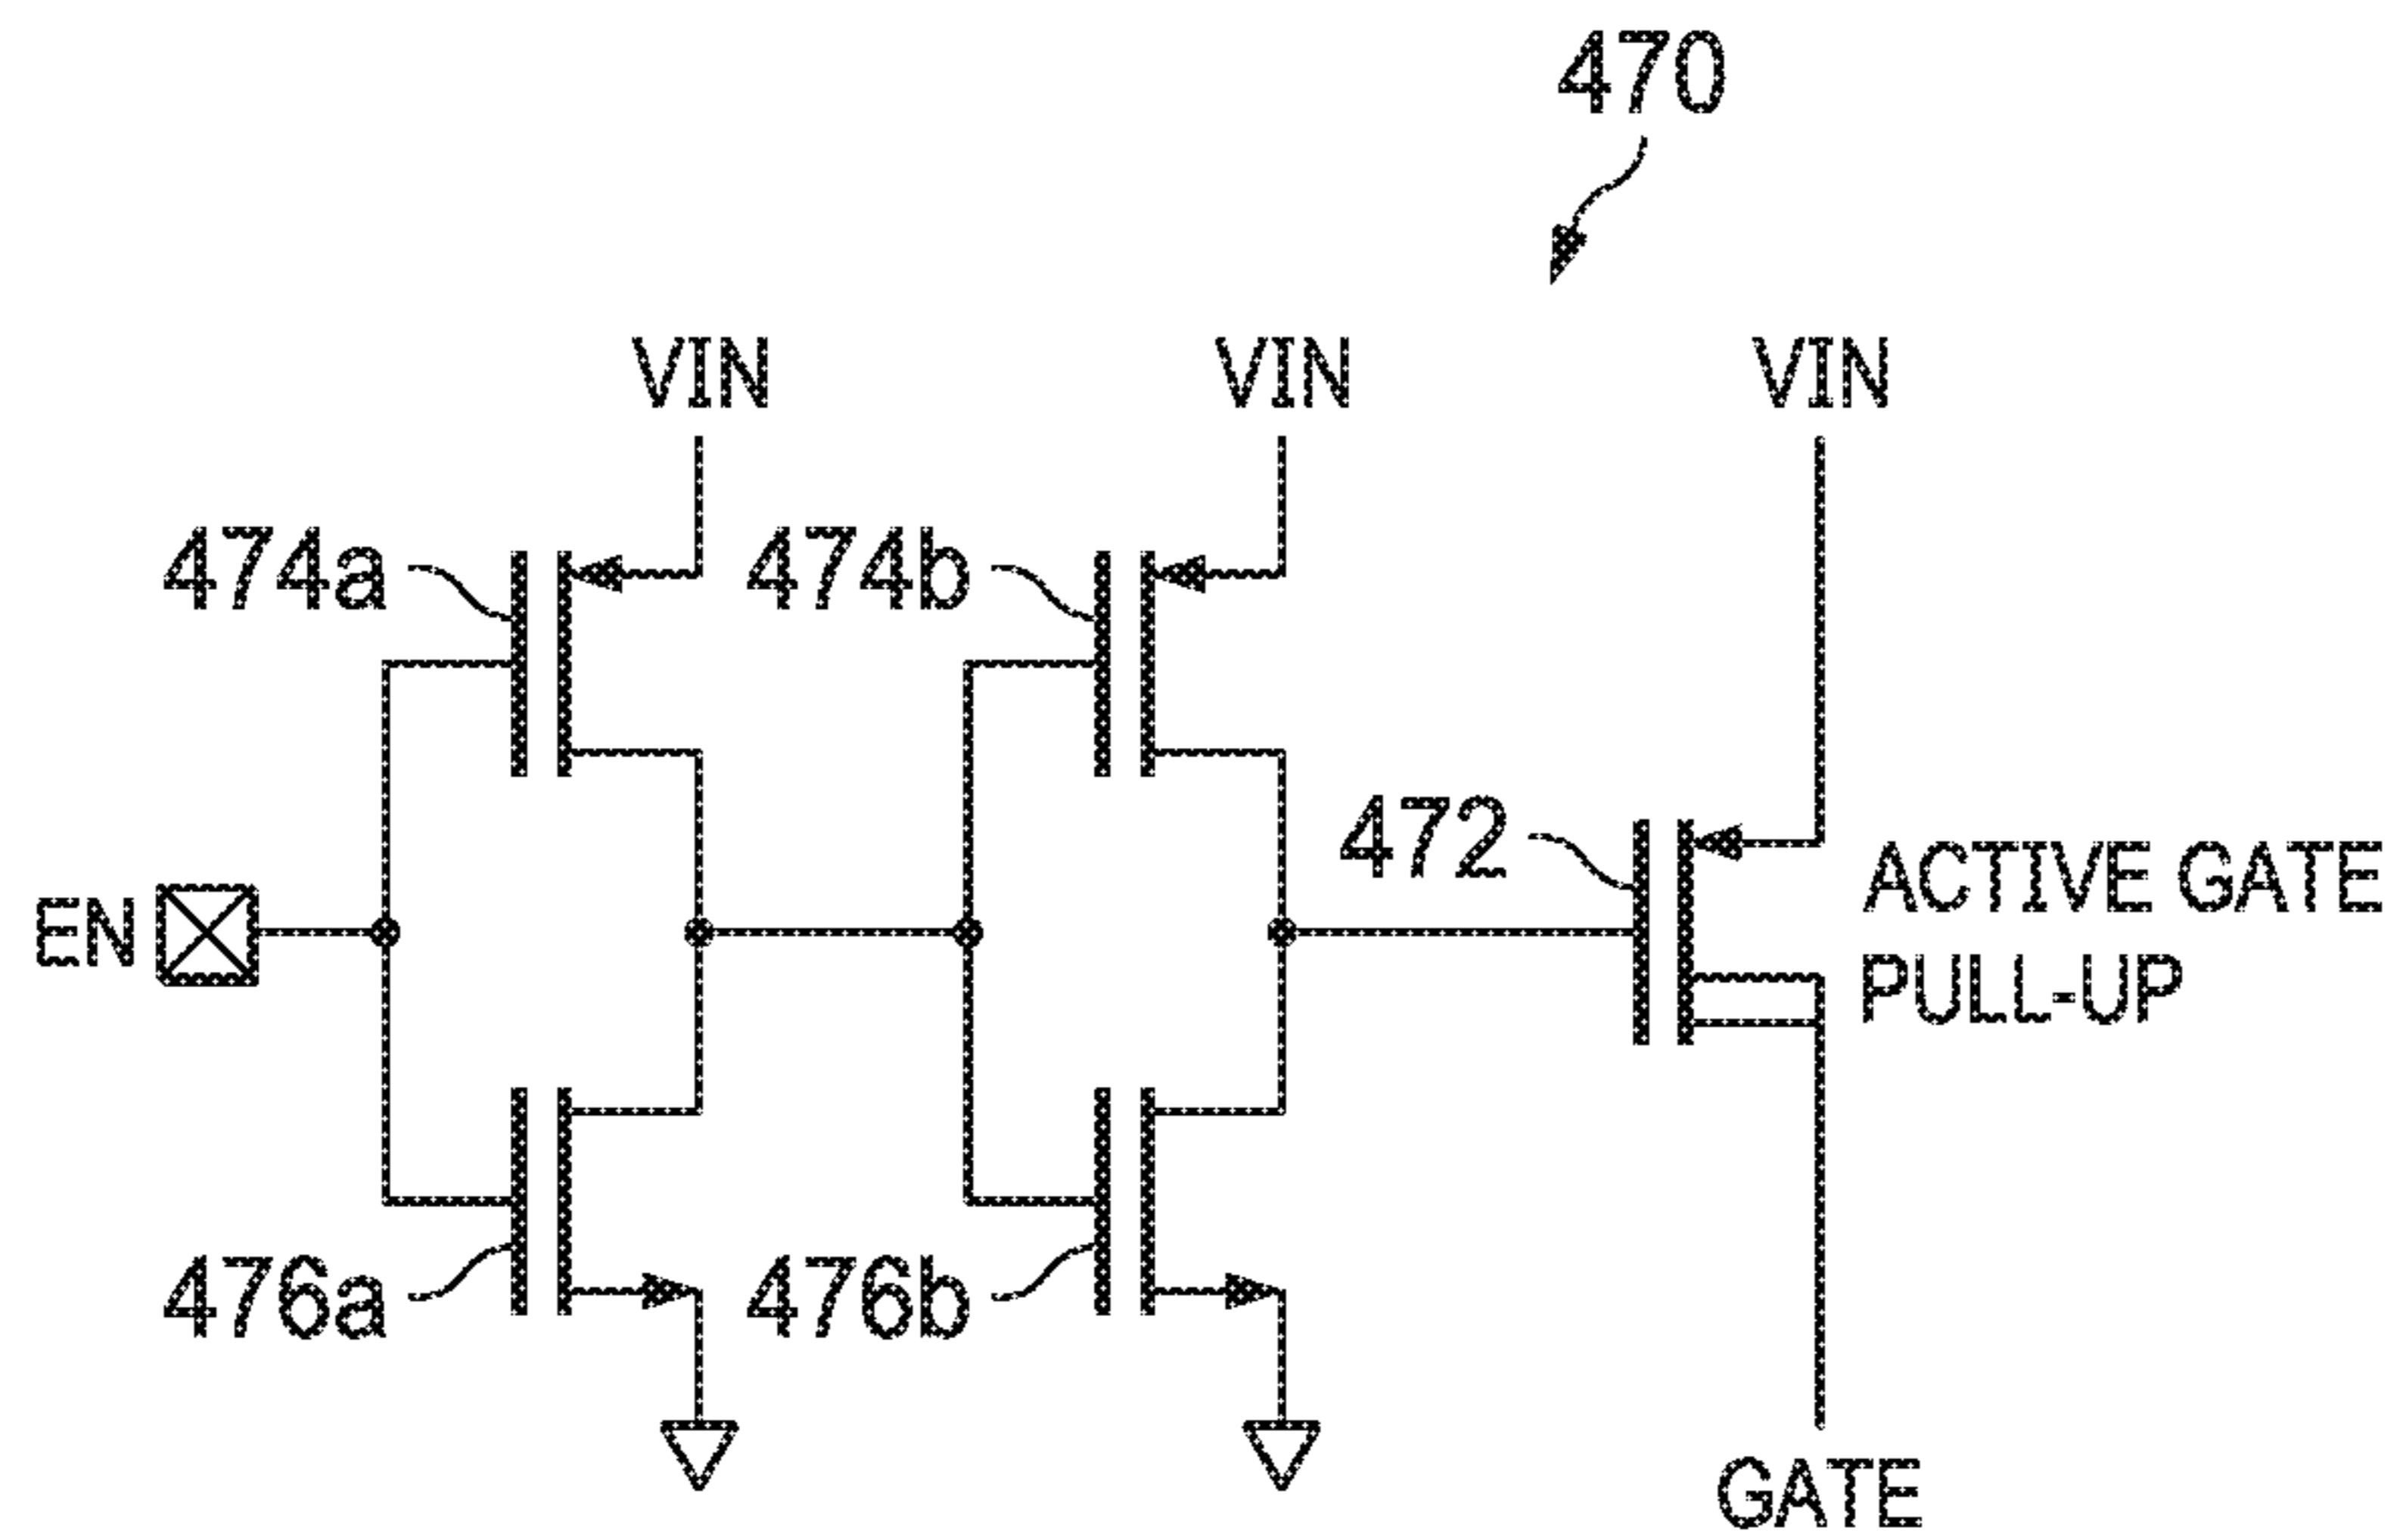 470
VIN VIN VIN
474a 474b
472
ACTIVE GATE
PULL-UP
EN
476a 476b
GATE